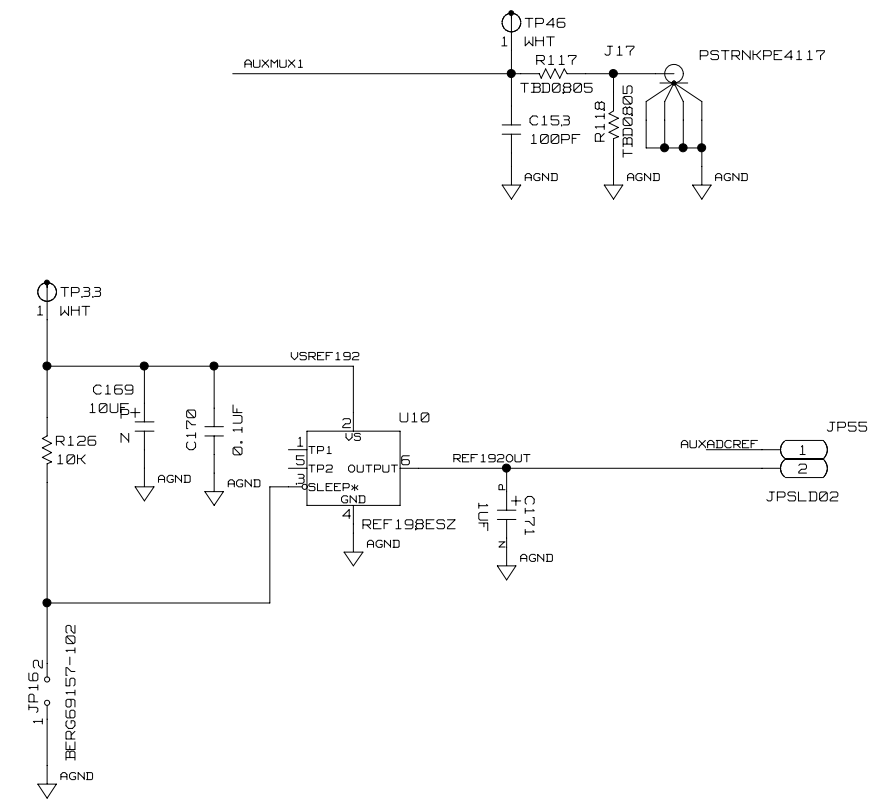 TP46
1 WHT
AUXMUX1
R117
TBD0805
J17
PSTRNKPE4117
C153
100PF
R118
TBD0805
AGND
AGND
AGND
TP33
1 WHT
VSREF192
C169
10UF
P +
N
C170
0.1UF
R126
10K
AGND
AGND
U10
2
VS
1
TP1
5
TP2
3
SLEEP*
OUTPUT
6
GND
4
REF198ESZ
AGND
REF192OUT
P
+
C171
1UF
N
AGND
AUXADCREF
JP55
1
2
JPSLD02
JP16
2
1
BERG69157-102
AGND